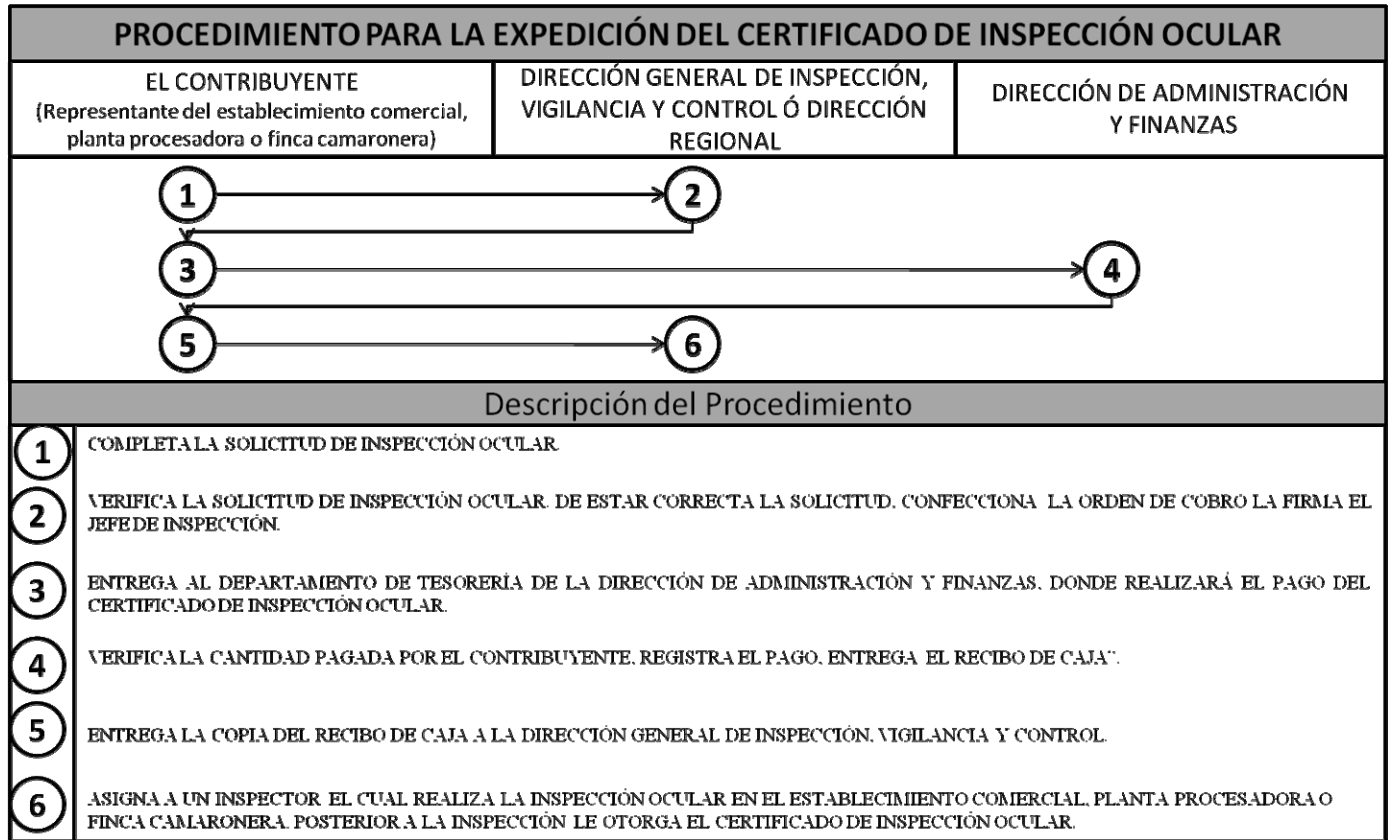 PROCEDIMIENTO PARA LA EXPEDICIÓN DEL CERTIFICADO DE INSPECCIÓN OCULAR
EL CONTRIBUYENTE
(Representante del establecimiento comercial,
planta procesadora o finca camaronera)
DIRECCIÓN GENERAL DE INSPECCIÓN,
VIGILANCIA Y CONTROL Ó DIRECCIÓN
REGIONAL
DIRECCIÓN DE ADMINISTRACIÓN
Y FINANZAS
1
2
3
4
5
6
Descripción del Procedimiento
1 COMPLETA LA SOLICITUD DE INSPECCIÓN OCULAR.
2 VERIFICA LA SOLICITUD DE INSPECCIÓN OCULAR. DE ESTAR CORRECTA LA SOLICITUD. CONFECCIONA LA ORDEN DE COBRO LA FIRMA EL
JEFE DE INSPECCIÓN.
3 ENTREGA AL DEPARTAMENTO DE TESORERÍA DE LA DIRECCIÓN DE ADMINISTRACIÓN Y FINANZAS, DONDE REALIZARÁ EL PAGO DEL
CERTIFICADO DE INSPECCIÓN OCULAR.
4 VERIFICA LA CANTIDAD PAGADA POR EL CONTRIBUYENTE, REGISTRA EL PAGO, ENTREGA EL RECIBO DE CAJA".
5 ENTREGA LA COPIA DEL RECIBO DE CAJA A LA DIRECCIÓN GENERAL DE INSPECCIÓN, VIGILANCIA Y CONTROL.
6 ASIGNA A UN INSPECTOR EL CUAL REALIZA LA INSPECCIÓN OCULAR EN EL ESTABLECIMIENTO COMERCIAL, PLANTA PROCESADORA O
FINCA CAMARONERA. POSTERIOR A LA INSPECCIÓN LE OTORGA EL CERTIFICADO DE INSPECCIÓN OCULAR.